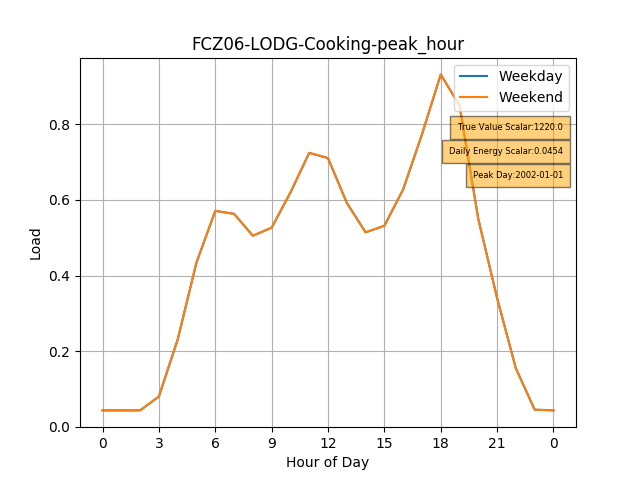 FCZ06-LODG-Cooking-peak_hour
Weekday
Weekend
True Value Scalar:1220.0
Daily Energy Scalar:0.0454
Peak Day:2002-01-01
Load
0.8
0.6
0.4
0.2
0.0
0 3 6 9 12 15 18 21 0
Hour of Day